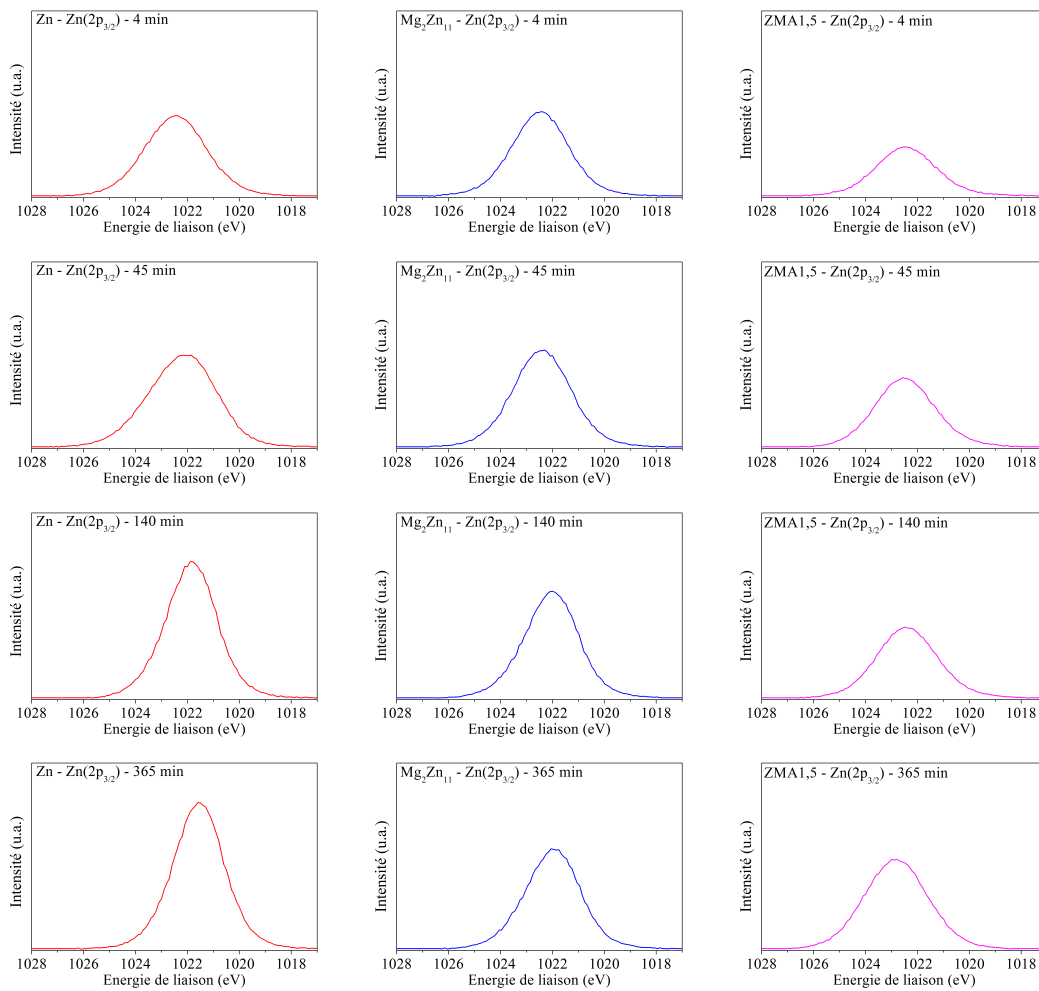 Zn - Zn(2p3/2) - 4 min
Intensité (u.a.)
1028 1026 1024 1022 1020 1018
Energie de liaison (eV)
Mg2Zn11 - Zn(2p3/2) - 4 min
Intensité (u.a.)
1028 1026 1024 1022 1020 1018
Energie de liaison (eV)
ZMA1,5 - Zn(2p3/2) - 4 min
Intensité (u.a.)
1028 1026 1024 1022 1020 1018
Energie de liaison (eV)
Zn - Zn(2p3/2) - 45 min
Intensité (u.a.)
1028 1026 1024 1022 1020 1018
Energie de liaison (eV)
Mg2Zn11 - Zn(2p3/2) - 45 min
Intensité (u.a.)
1028 1026 1024 1022 1020 1018
Energie de liaison (eV)
ZMA1,5 - Zn(2p3/2) - 45 min
Intensité (u.a.)
1028 1026 1024 1022 1020 1018
Energie de liaison (eV)
Zn - Zn(2p3/2) - 140 min
Intensité (u.a.)
1028 1026 1024 1022 1020 1018
Energie de liaison (eV)
Mg2Zn11 - Zn(2p3/2) - 140 min
Intensité (u.a.)
1028 1026 1024 1022 1020 1018
Energie de liaison (eV)
ZMA1,5 - Zn(2p3/2) - 140 min
Intensité (u.a.)
1028 1026 1024 1022 1020 1018
Energie de liaison (eV)
Zn - Zn(2p3/2) - 365 min
Intensité (u.a.)
1028 1026 1024 1022 1020 1018
Energie de liaison (eV)
Mg2Zn11 - Zn(2p3/2) - 365 min
Intensité (u.a.)
1028 1026 1024 1022 1020 1018
Energie de liaison (eV)
ZMA1,5 - Zn(2p3/2) - 365 min
Intensité (u.a.)
1028 1026 1024 1022 1020 1018
Energie de liaison (eV)